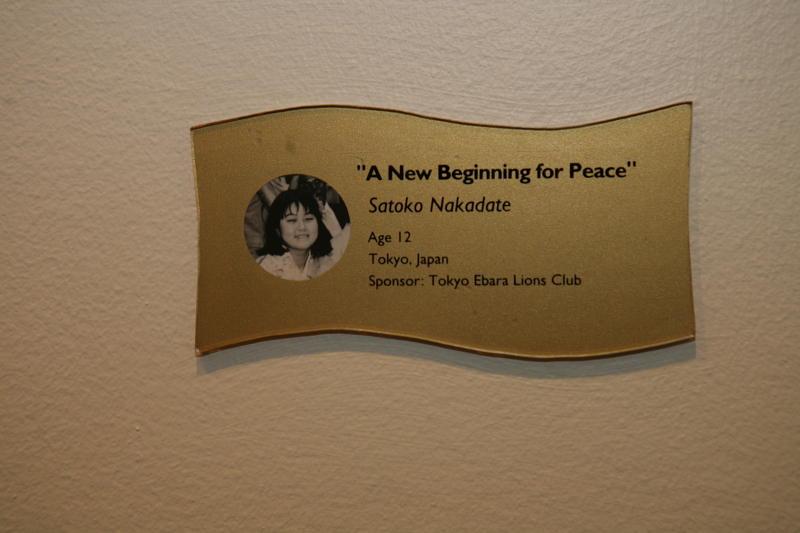 "A New Beginning for Peace"
Satoko Nakadate
Age 12
Tokyo, Japan
Sponsor: Tokyo Ebara Lions Club